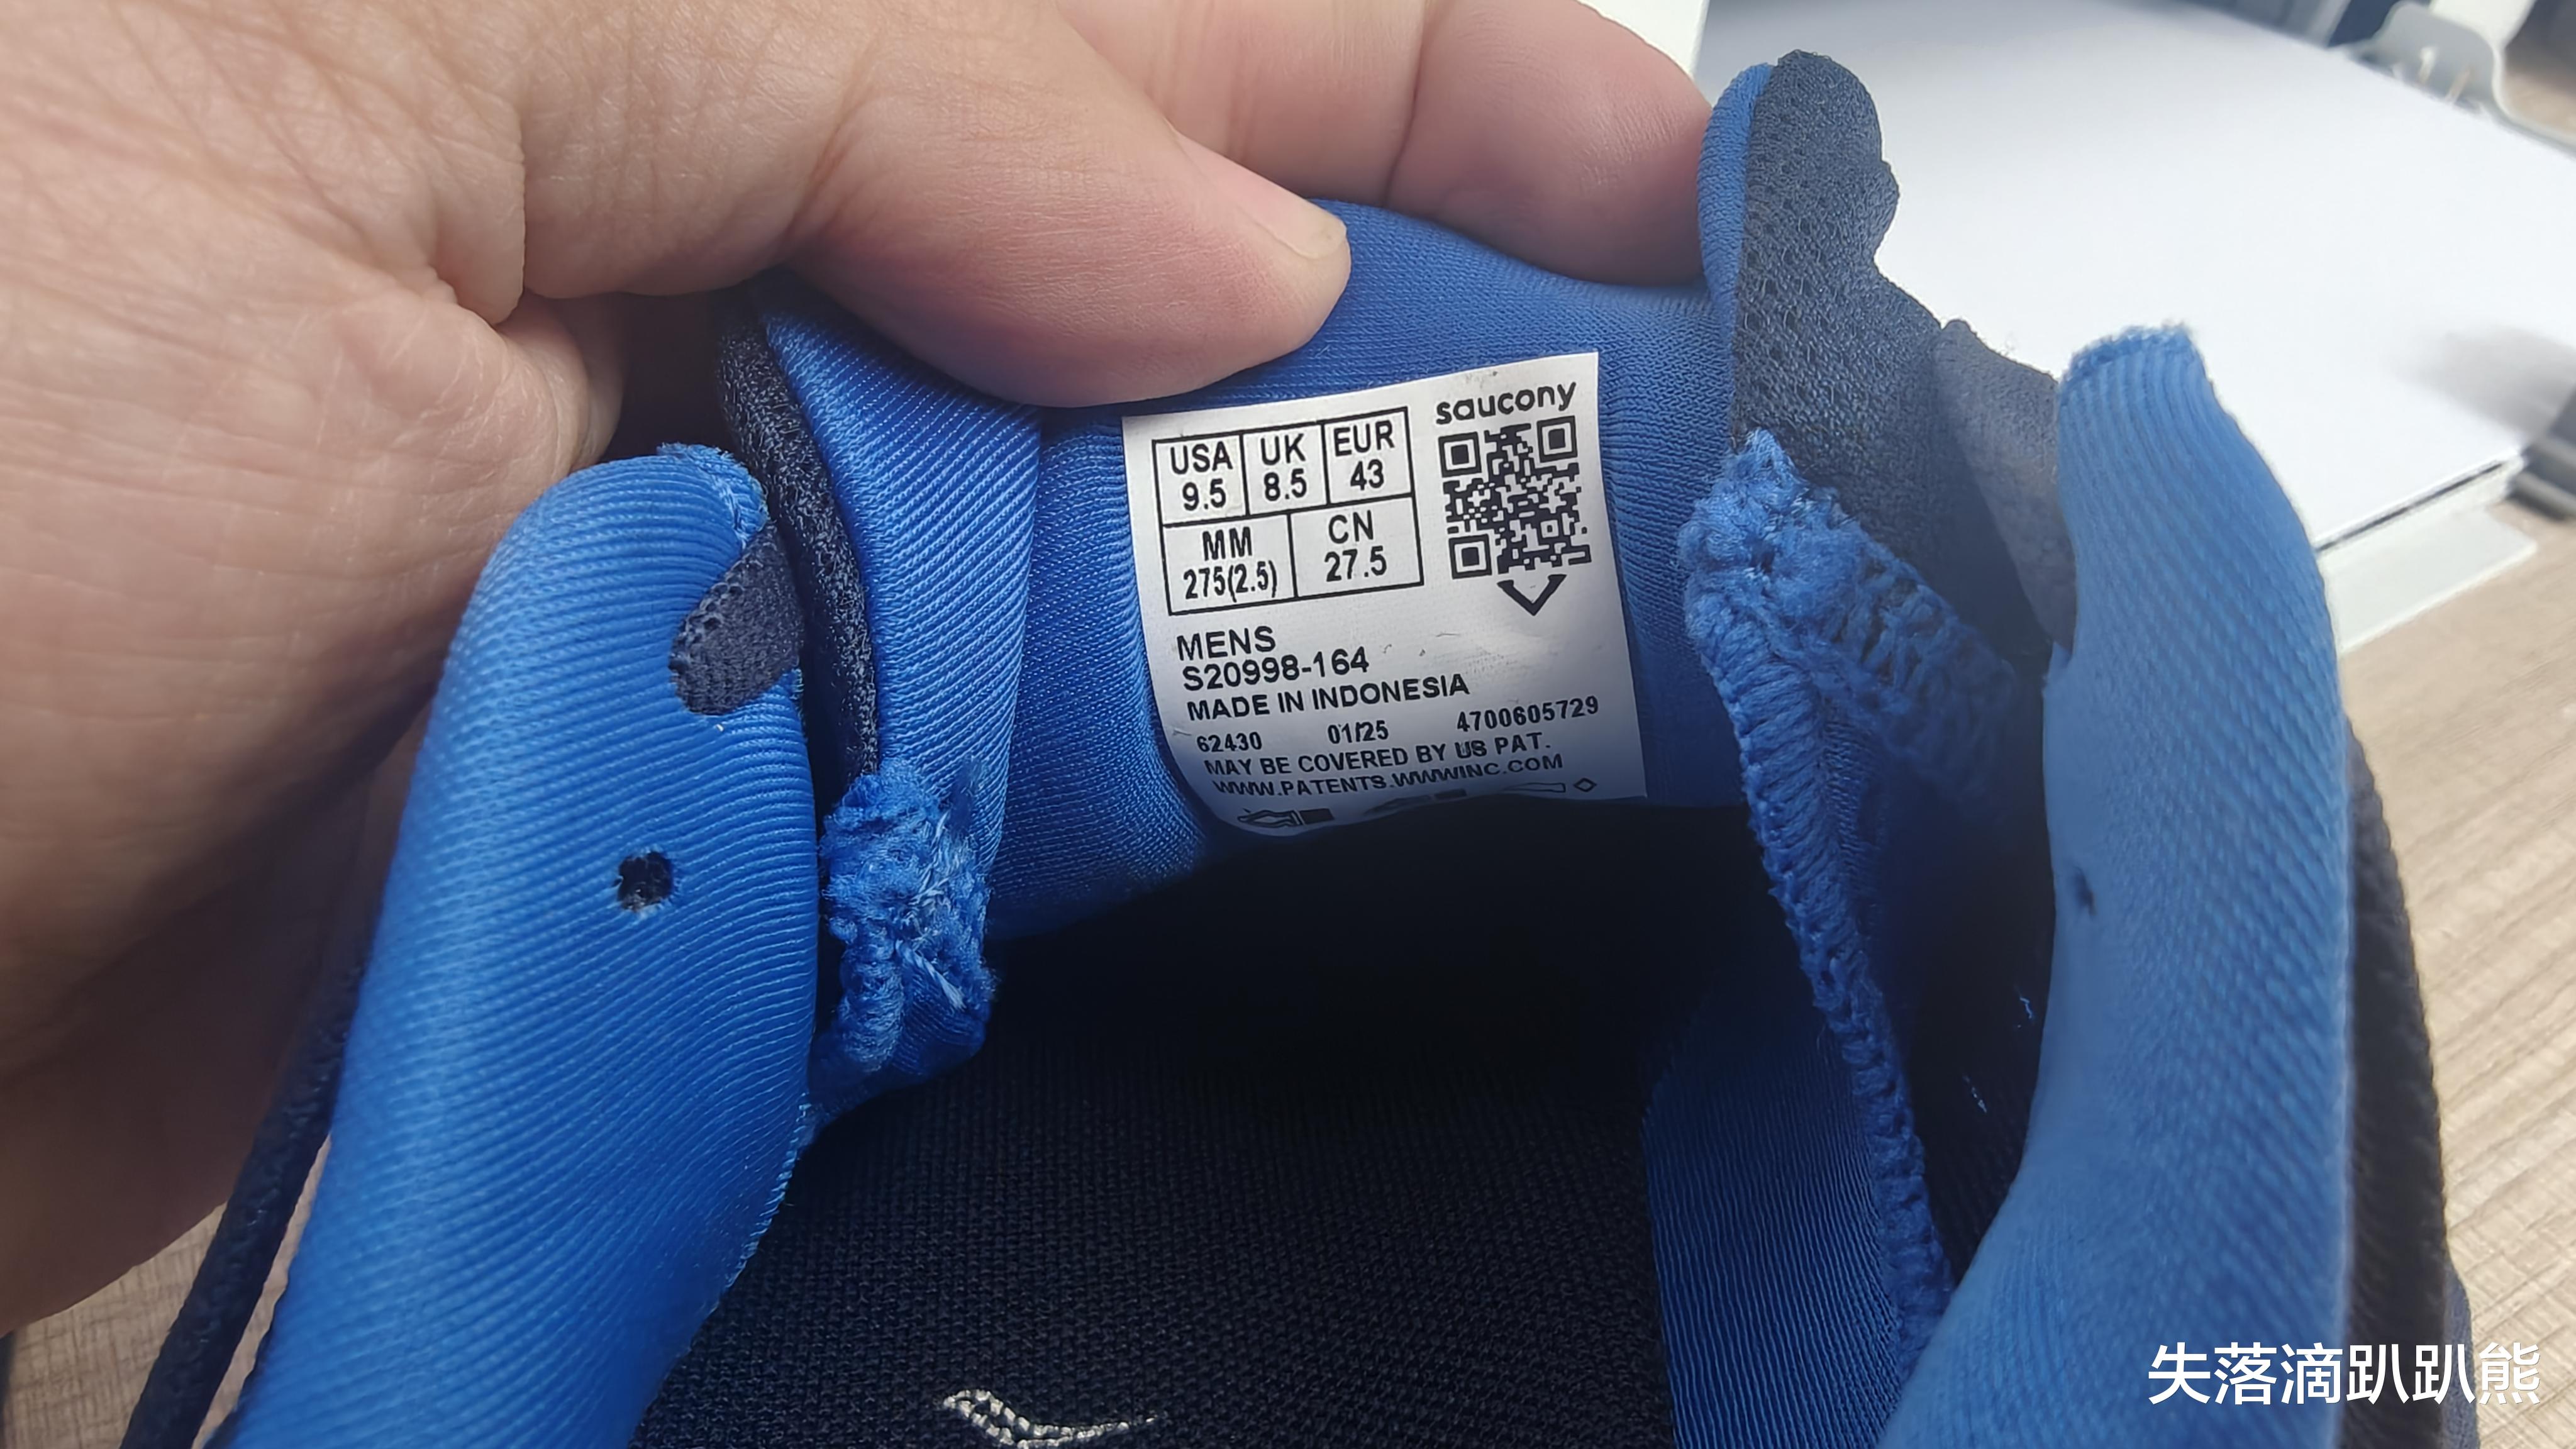 saucony
USA UK EUR
9.5 8.5 43
MM CN
275(2.5) 27.5
MENS
S20998-164
MADE IN INDONESIA
62430 01/25 4700605729
MAY BE COVERED BY US PAT.
WWW.PATENTS.WWWINC.COM
失落滴趴趴熊